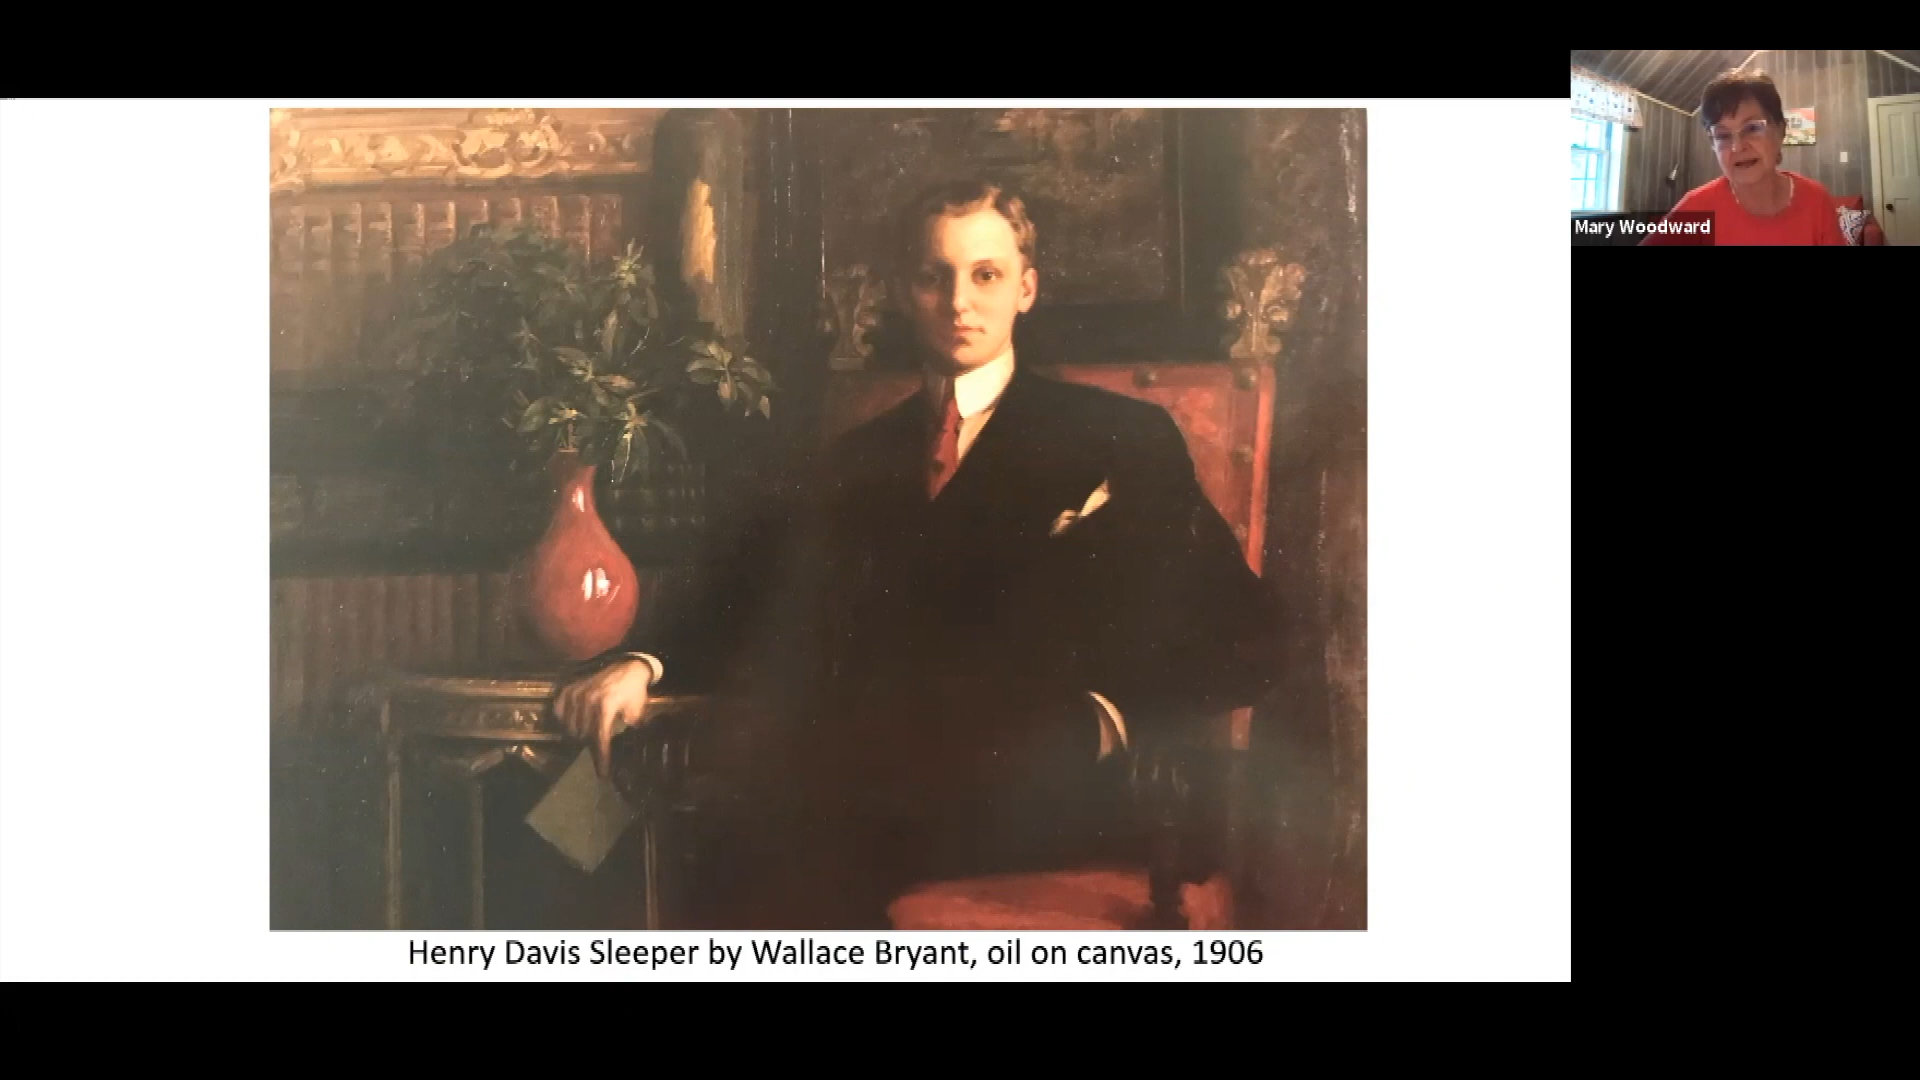 Mary Woodward
Henry Davis Sleeper by Wallace Bryant, oil on canvas, 1906